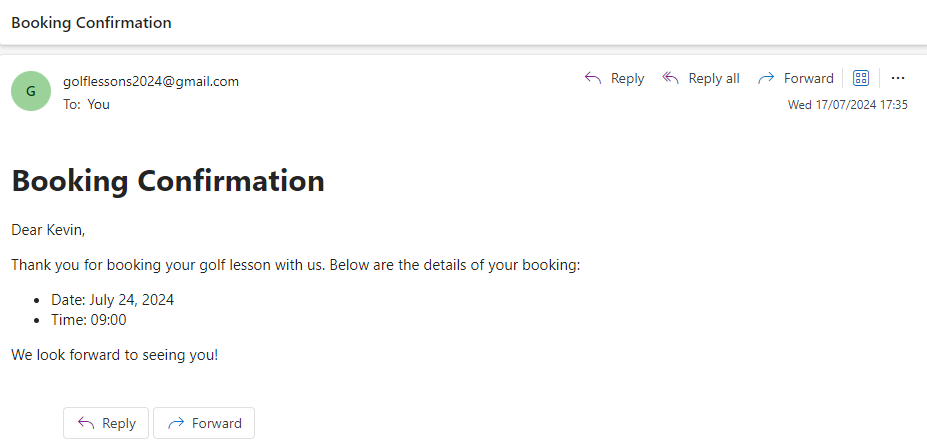 Booking Confirmation
G
golflessons2024@gmail.com
To: You
Reply
Reply all
Forward
Wed 17/07/2024 17:35
Booking Confirmation
Dear Kevin,
Thank you for booking your golf lesson with us. Below are the details of your booking:
• Date: July 24, 2024
• Time: 09:00
We look forward to seeing you!
Reply
Forward